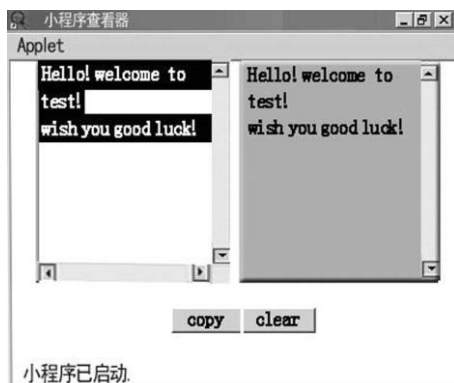 小程序查看器
Applet
Hello! welcome to
test!
wish you good luck!
Hello! welcome to
test!
wish you good luck!
copy
clear
小程序已启动.